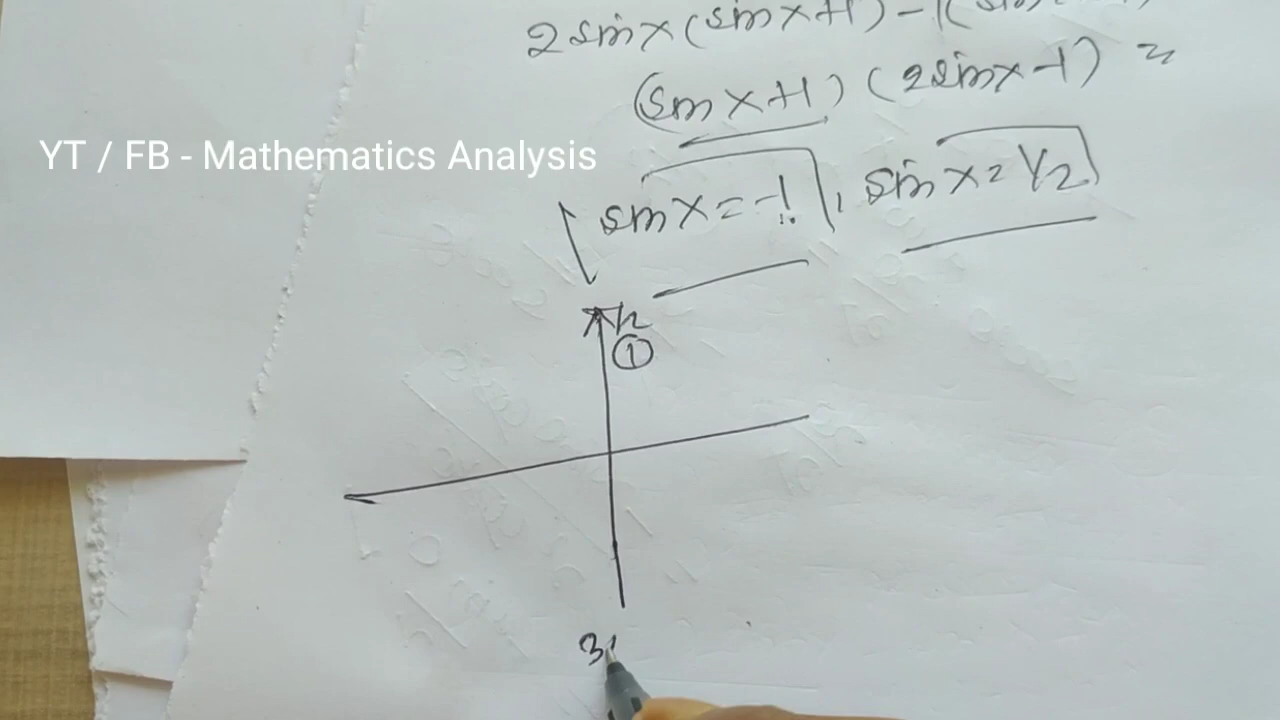 2 sin x (sin x + 1) - 1(sin
(sin x + 1) (2 sin x - 1) =
YT / FB - Mathematics Analysis
sin x = -1, sin x = 1/2
π/2
①
3